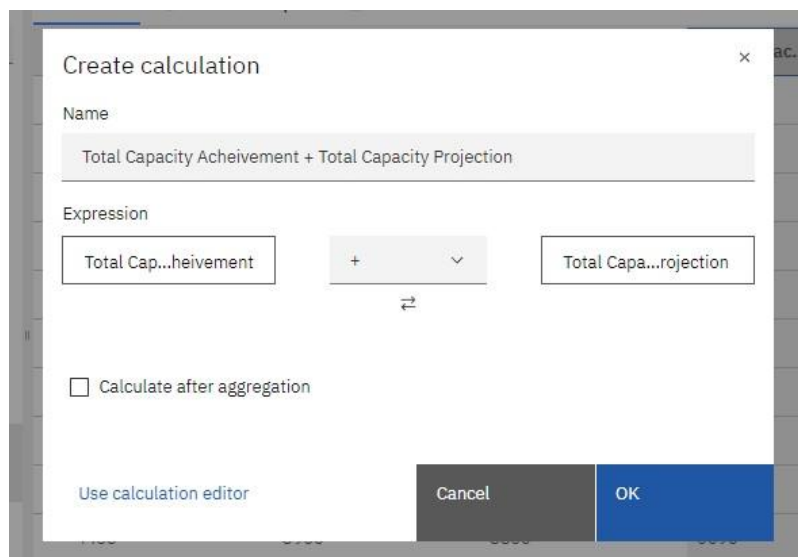 ac.
Create calculation
×
Name
Total Capacity Acheivement + Total Capacity Projection
Expression
Total Cap...heivement + Total Capa...rojection
Calculate after aggregation
Use calculation editor
Cancel
OK